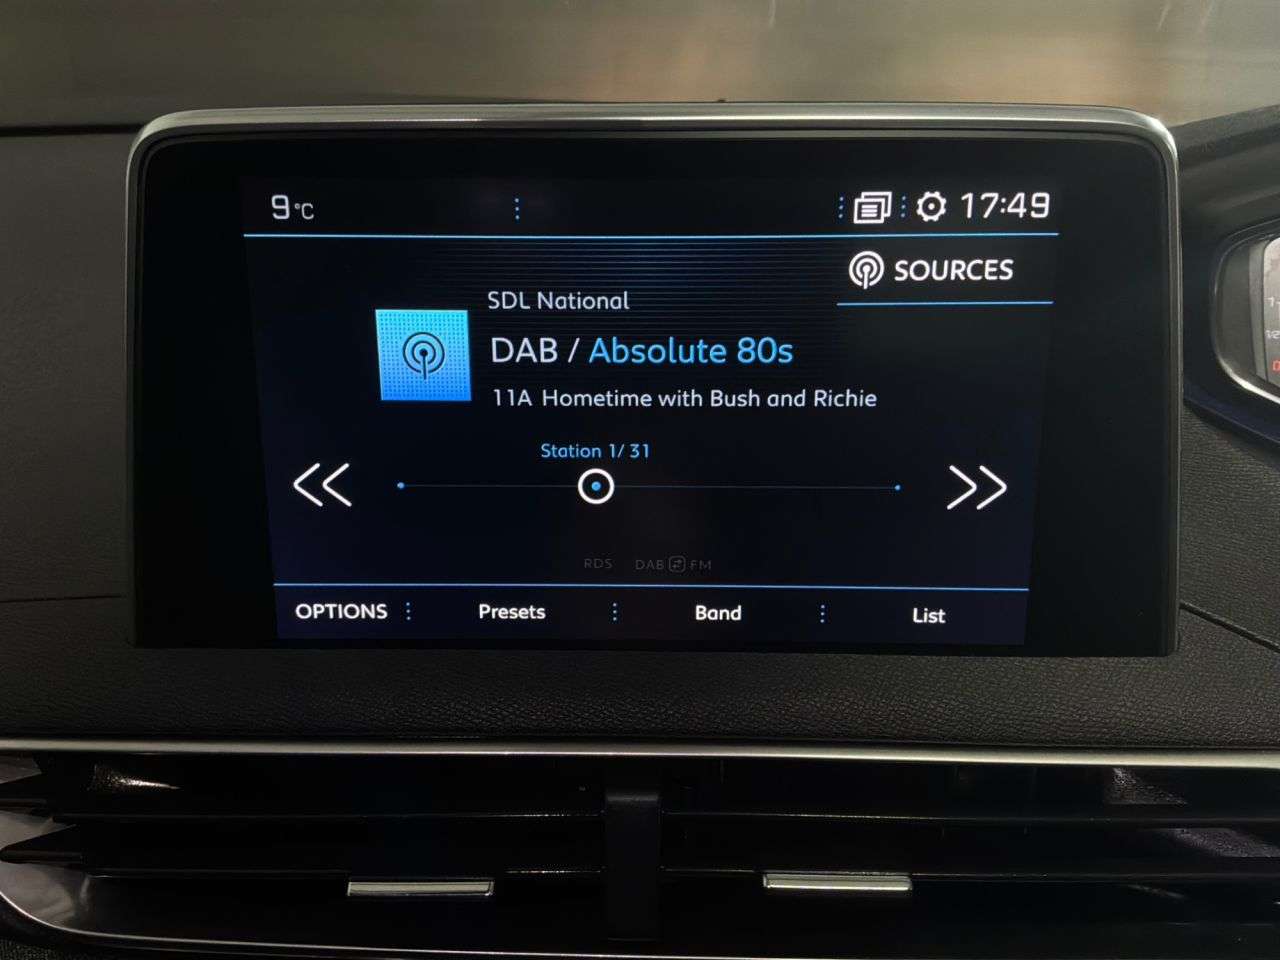 9°C
17:49
SOURCES
SDL National
DAB / Absolute 80s
11A Hometime with Bush and Richie
Station 1/ 31
RDS DAB FM
OPTIONS Presets Band List